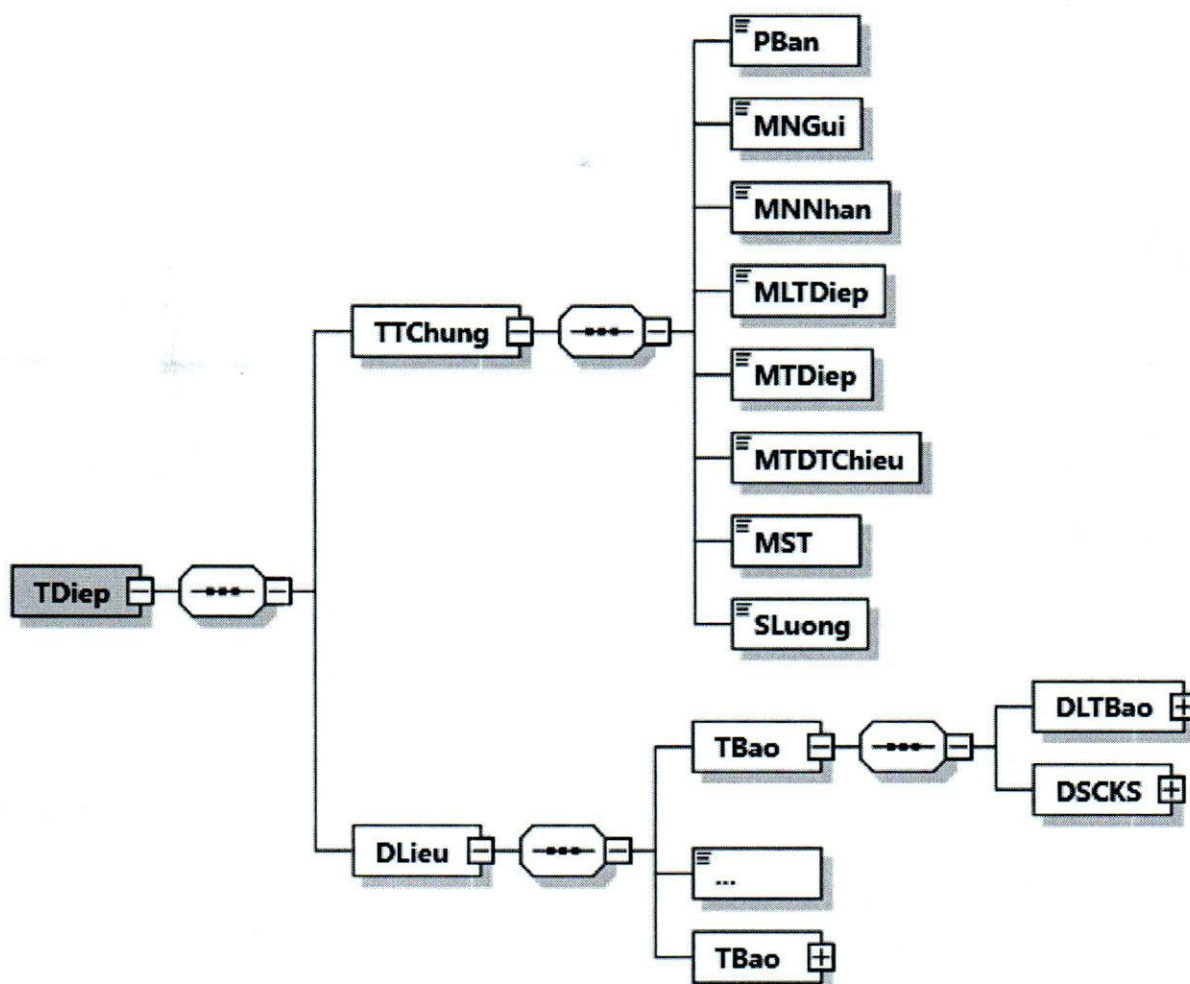 PBan
MNGui
MNNhan
MLTDiep
TTChung
MTDiep
MTDTChieu
MST
TDiep
SLuong
DLTBao
TBao
DSCKS
DLieu
...
TBao